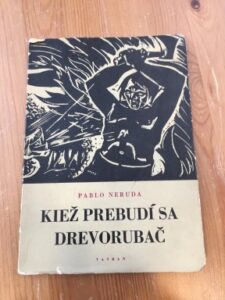 PABLO NERUDA
KIEŽ PREBUDÍ SA
DREVORUBAČ
TATRAN